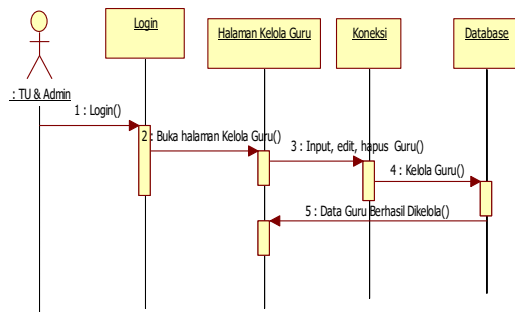 Login
Halaman Kelola Guru
Koneksi
Database
: TU & Admin
1 : Login()
2 : Buka halaman Kelola Guru()
3 : Input, edit, hapus Guru()
4 : Kelola Guru()
5 : Data Guru Berhasil Dikelola()